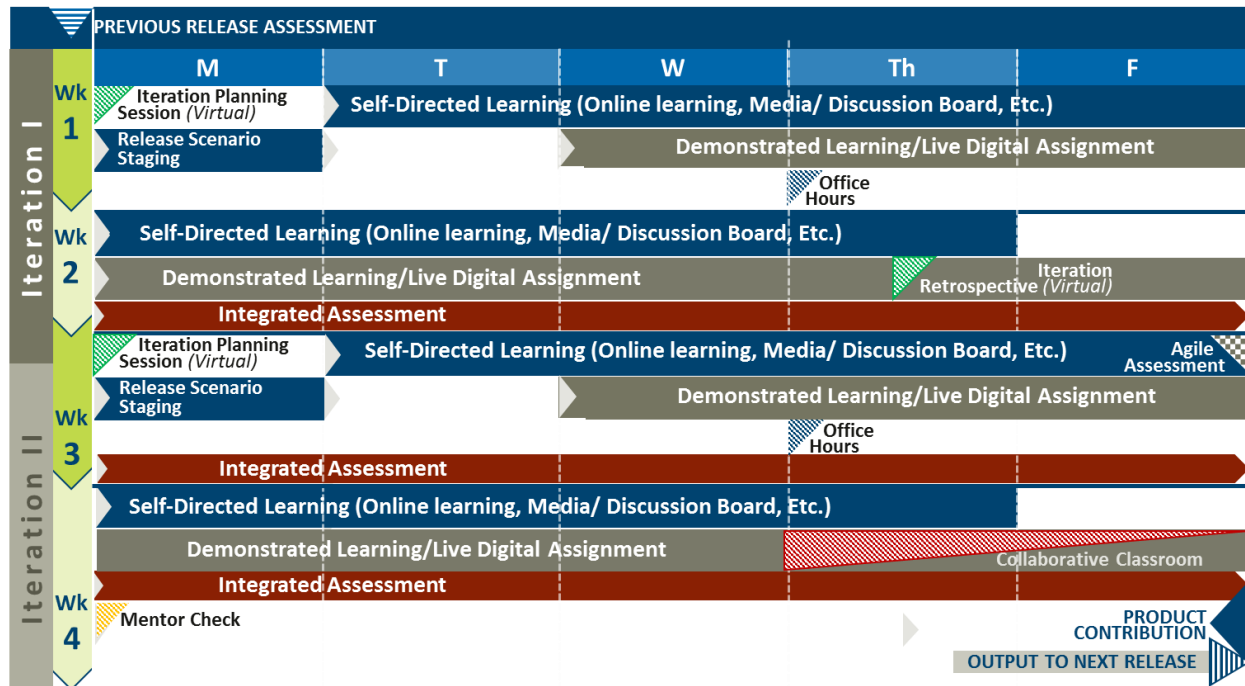 PREVIOUS RELEASE ASSESSMENT
M T W Th F
Iteration I
Wk
1
Iteration Planning
Session (Virtual)
Self-Directed Learning (Online learning, Media/ Discussion Board, Etc.)
Release Scenario
Staging
Demonstrated Learning/Live Digital Assignment
Office
Hours
Wk
2
Self-Directed Learning (Online learning, Media/ Discussion Board, Etc.)
Demonstrated Learning/Live Digital Assignment
Iteration
Retrospective (Virtual)
Integrated Assessment
Iteration II
Wk
3
Iteration Planning
Session (Virtual)
Self-Directed Learning (Online learning, Media/ Discussion Board, Etc.)
Agile
Assessment
Release Scenario
Staging
Demonstrated Learning/Live Digital Assignment
Office
Hours
Integrated Assessment
Wk
4
Self-Directed Learning (Online learning, Media/ Discussion Board, Etc.)
Demonstrated Learning/Live Digital Assignment
Collaborative Classroom
Integrated Assessment
Mentor Check
PRODUCT
CONTRIBUTION
OUTPUT TO NEXT RELEASE